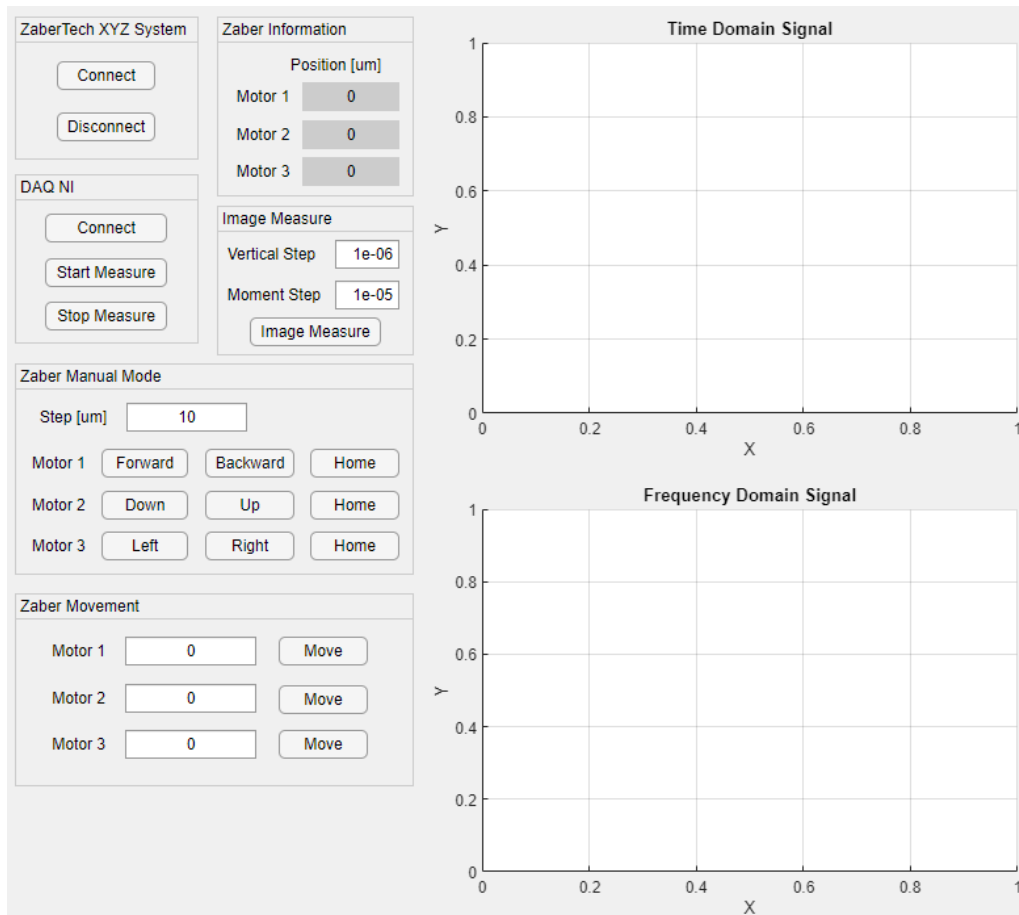 ZaberTech XYZ System
Connect
Disconnect
Zaber Information
Position [um]
Motor 1 0
Motor 2 0
Motor 3 0
DAQ NI
Connect
Start Measure
Stop Measure
Image Measure
Vertical Step 1e-06
Moment Step 1e-05
Image Measure
Zaber Manual Mode
Step [um] 10
Motor 1 Forward Backward Home
Motor 2 Down Up Home
Motor 3 Left Right Home
Zaber Movement
Motor 1 0 Move
Motor 2 0 Move
Motor 3 0 Move
Time Domain Signal
1
0.8
0.6
Y
0.4
0.2
0
0 0.2 0.4 0.6 0.8 1
X
Frequency Domain Signal
1
0.8
0.6
Y
0.4
0.2
0
0 0.2 0.4 0.6 0.8 1
X